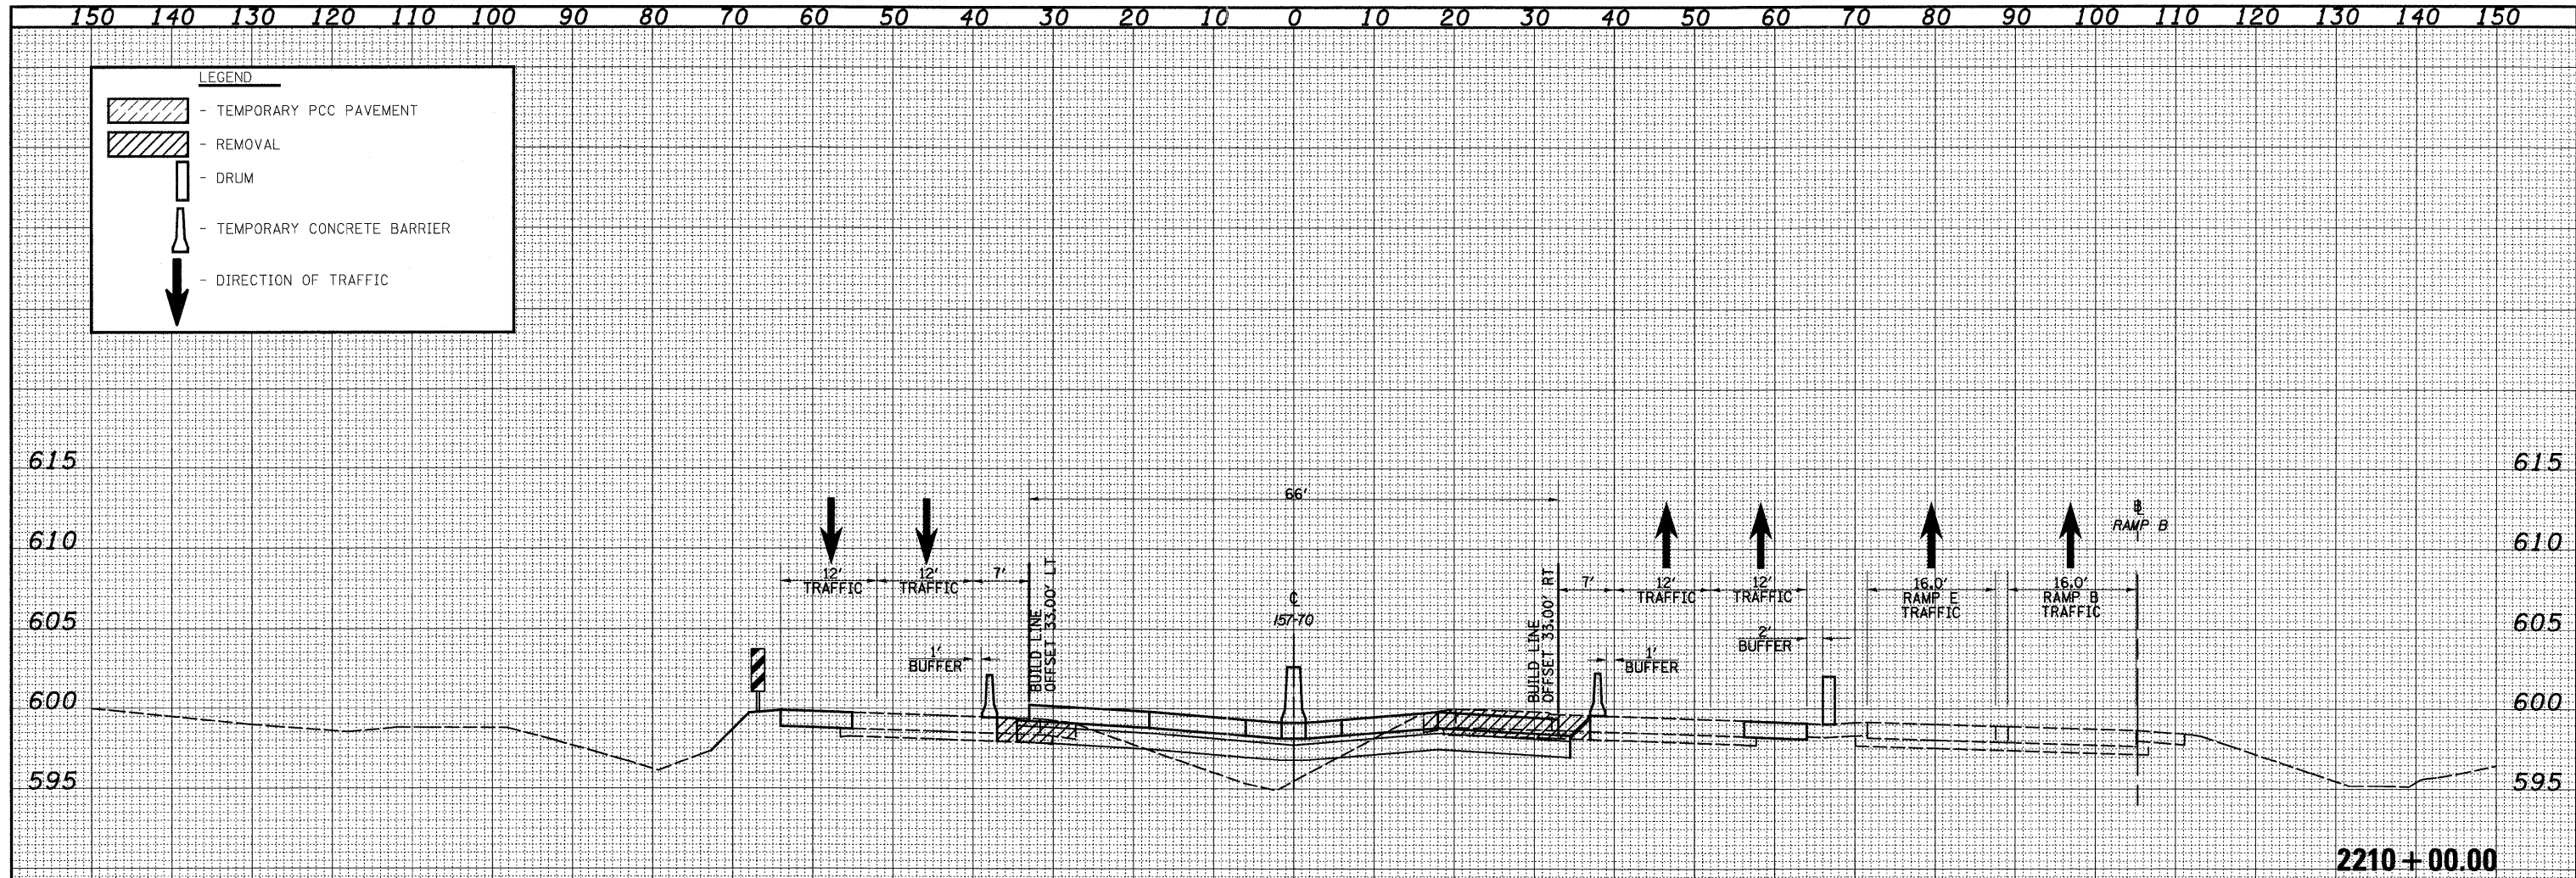 150 140 130 120 110 100 90 80 70 60 50 40 30 20 10 0 10 20 30 40 50 60 70 80 90 100 110 120 130 140 150
LEGEND
- TEMPORARY PCC PAVEMENT
- REMOVAL
- DRUM
- TEMPORARY CONCRETE BARRIER
- DIRECTION OF TRAFFIC
615
615
66'
℄
RAMP B
610
610
12'
TRAFFIC
12'
TRAFFIC
7'
BUILD LINE
OFFSET 33.00' LT
℄
157-70
BUILD LINE
OFFSET 33.00' RT
7'
12'
TRAFFIC
12'
TRAFFIC
16.0'
RAMP E
TRAFFIC
16.0'
RAMP B
TRAFFIC
605
605
1'
BUFFER
1'
BUFFER
2'
BUFFER
600
600
595
595
2210+00.00